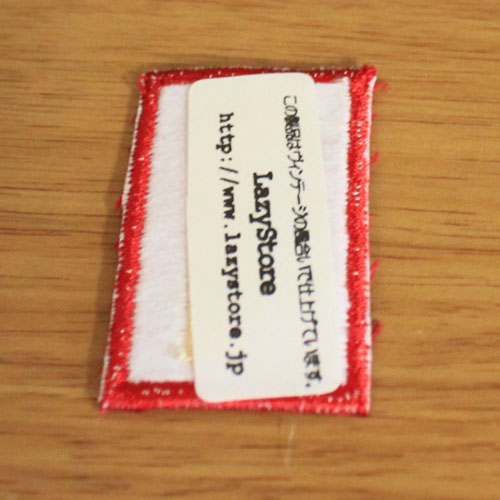 この製品はヴィンテージの風合いで仕上げています。
LazyStore
http://www.lazystore.jp